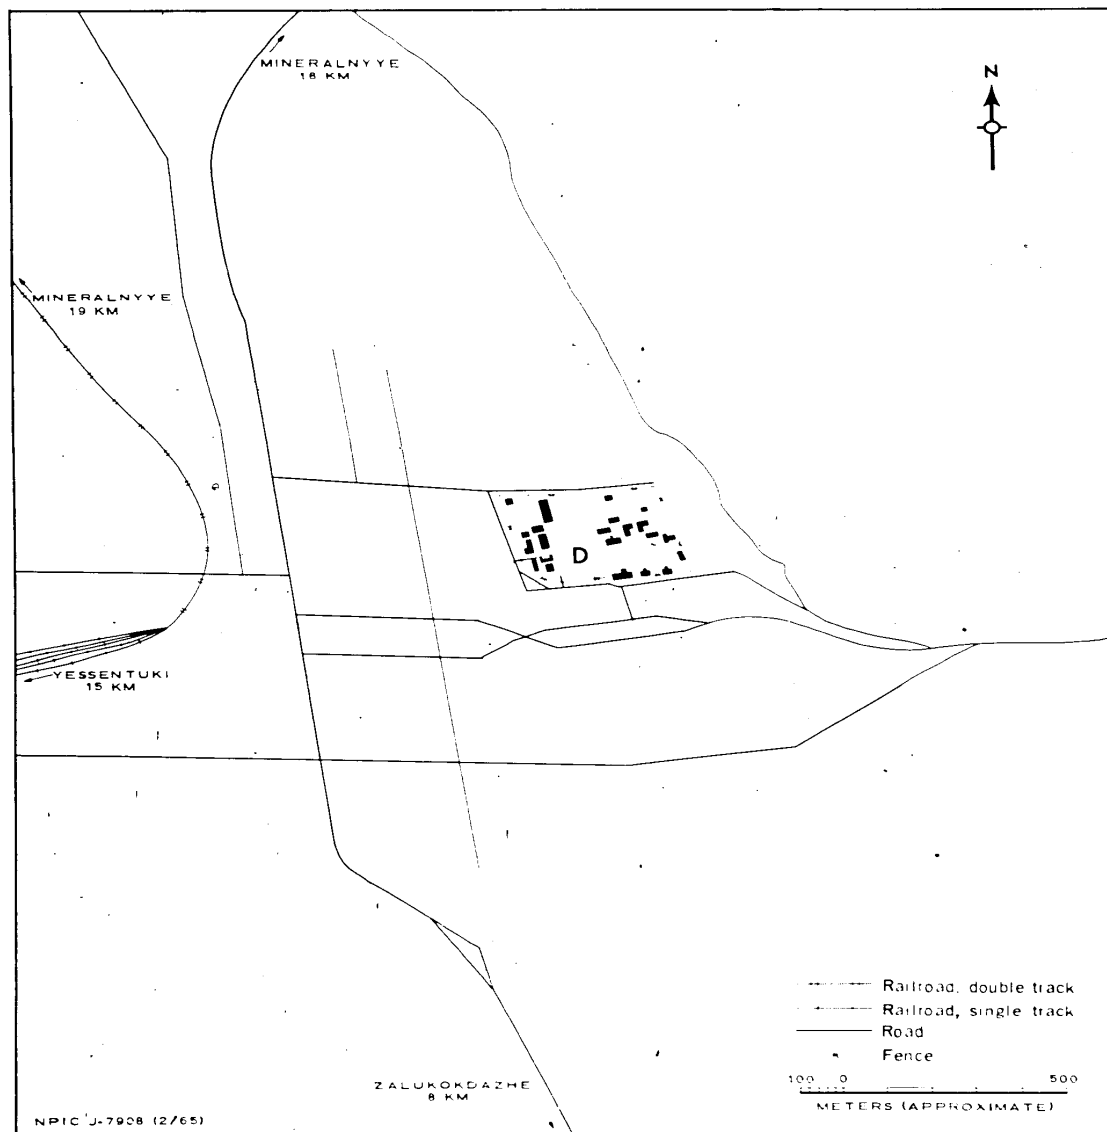 MINERALNYYE
18 KM
N
MINERALNYYE
19 KM
D
YESSENTUKI
15 KM
Railroad, double track
Railroad, single track
Road
Fence
ZALUKOKDAZHE
8 KM
100 0 500
METERS (APPROXIMATE)
NPIC J-7908 (2/65)